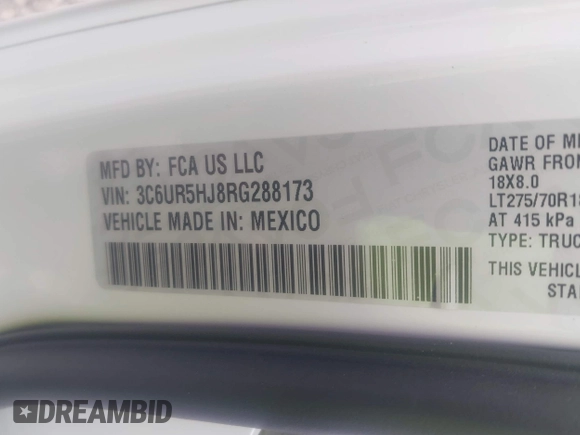 MFD BY: FCA US LLC
VIN: 3C6UR5HJ8RG288173
VEHICLE MADE IN: MEXICO
DATE OF M
GAWR FRON
18X8.0
LT275/70R18
AT 415 kPa
TYPE: TRUC
THIS VEHICL
STA
DREAMBID